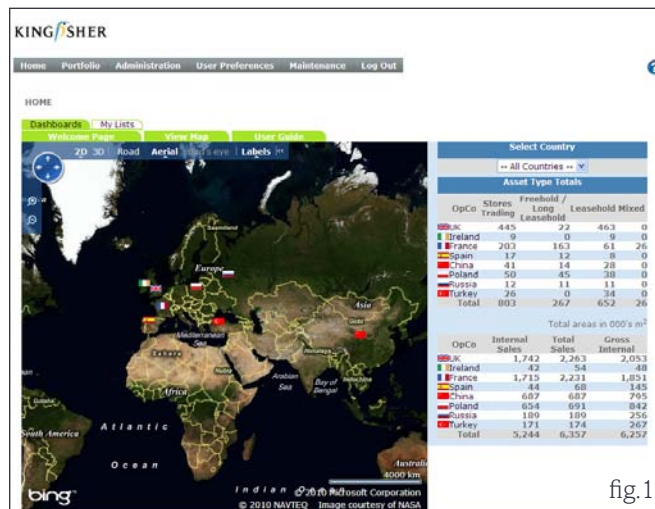 KINGfiSHER
Home Portfolio Administration User Preferences Maintenance Log Out
HOME
Dashboards My Lists
Welcome Page View Map User Guide
2D 3D Road Aerial Bird's eye Labels «
Europe
Asia
Mediterranean
Sea
Sahara
Nubia
Arabian
Sea
Himalaya
Bay of
Bengal
Indochina
Gobi
Africa
Guiana
South America
Atlantic
Ocean
Australia
4000 km
Indian Ocean
bing
© 2010 Microsoft Corporation
© 2010 NAVTEQ Image courtesy of NASA
Select Country
-- All Countries --
Asset Type Totals
OpCo Stores Trading Freehold / Long Leasehold Leasehold Mixed
UK 445 22 463 0
Ireland 9 0 9 0
France 203 163 61 26
Spain 17 12 8 0
China 41 14 28 0
Poland 50 45 38 0
Russia 12 11 11 0
Turkey 26 0 34 0
Total 803 267 652 26
Total areas in 000's m²
OpCo Internal Sales Total Sales Gross Internal
UK 1,742 2,263 2,053
Ireland 42 54 48
France 1,715 2,231 1,851
Spain 44 68 145
China 687 687 795
Poland 654 691 842
Russia 189 189 256
Turkey 171 174 267
Total 5,244 6,357 6,257
fig.1